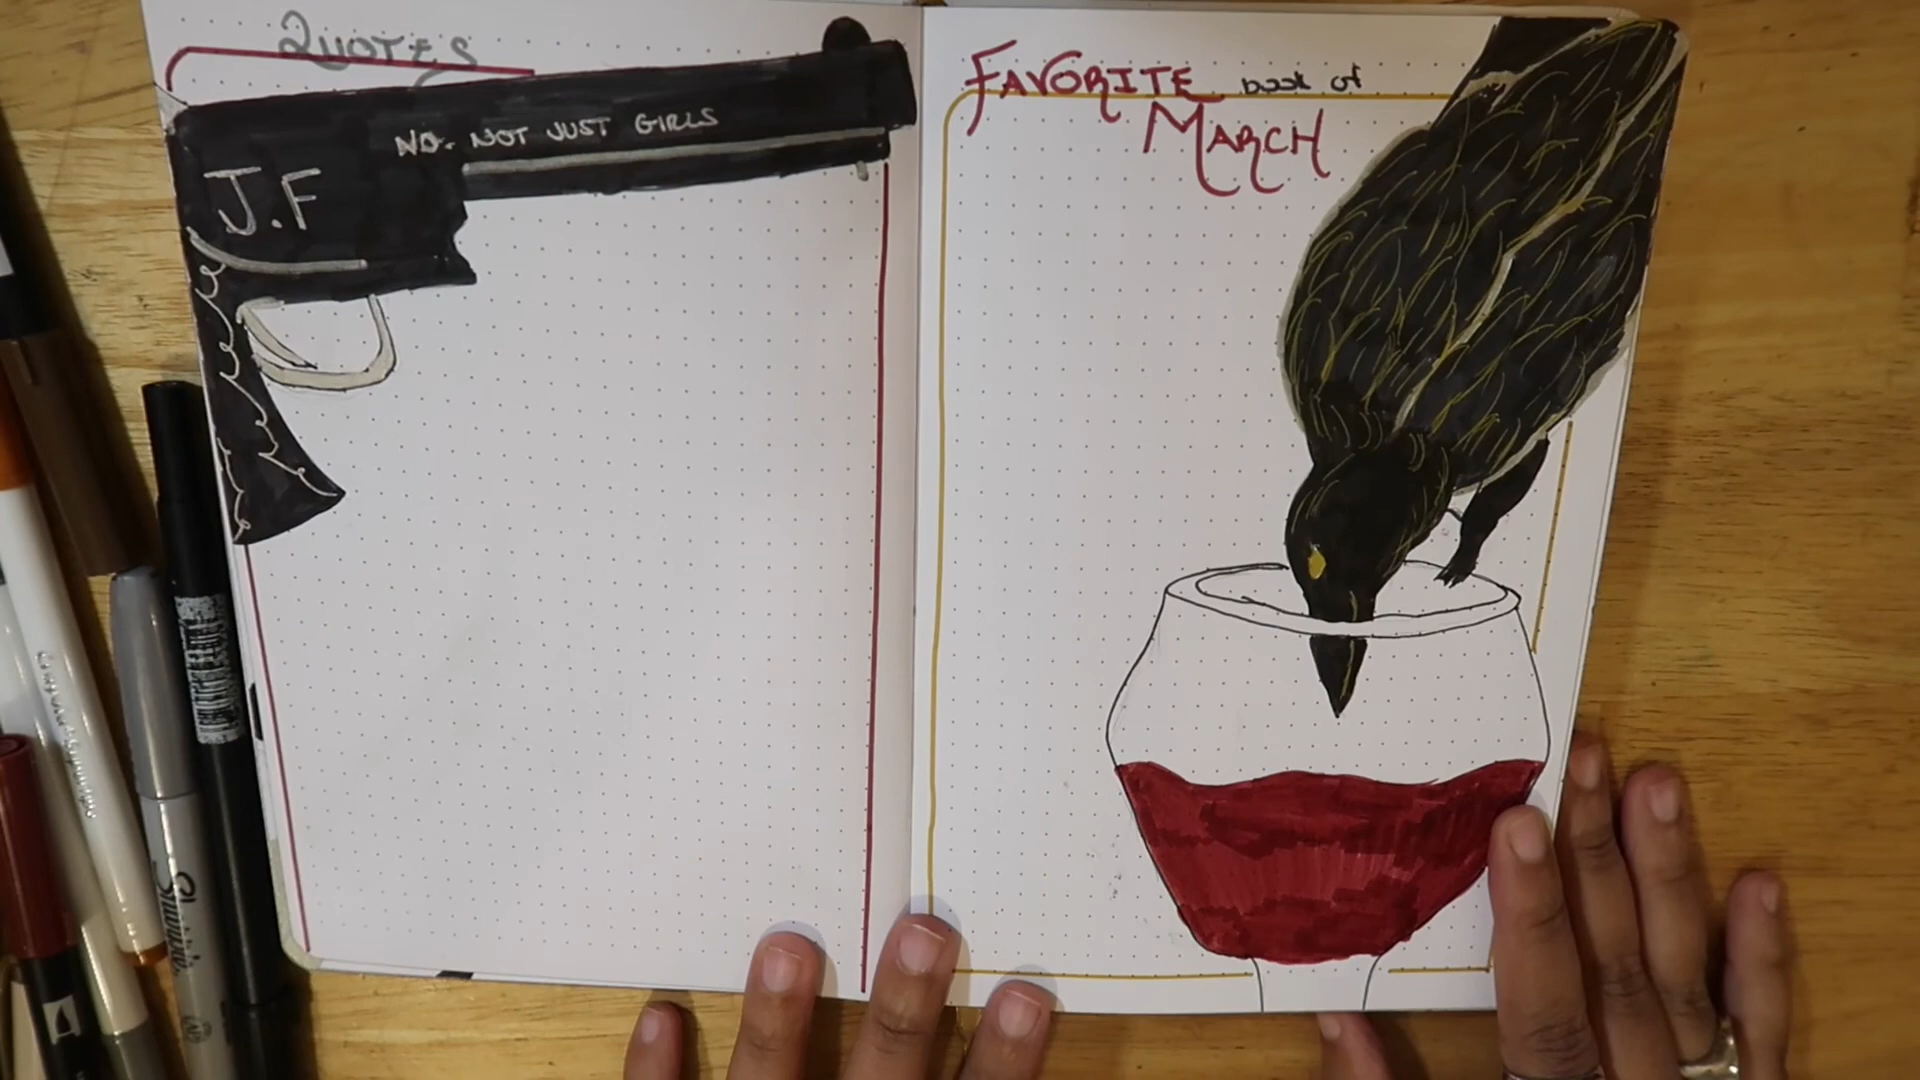 QUOTES
NO. NOT JUST GIRLS
J.F
FAVORITE book of
MARCH
Sharpie